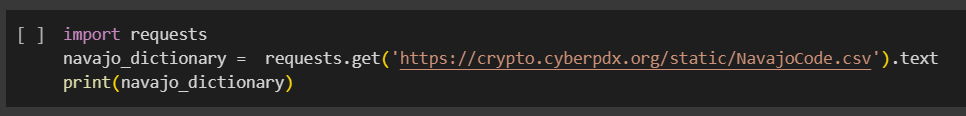 [ ] import requests
navajo_dictionary =  requests.get('https://crypto.cyberpdx.org/static/NavajoCode.csv').text
print(navajo_dictionary)